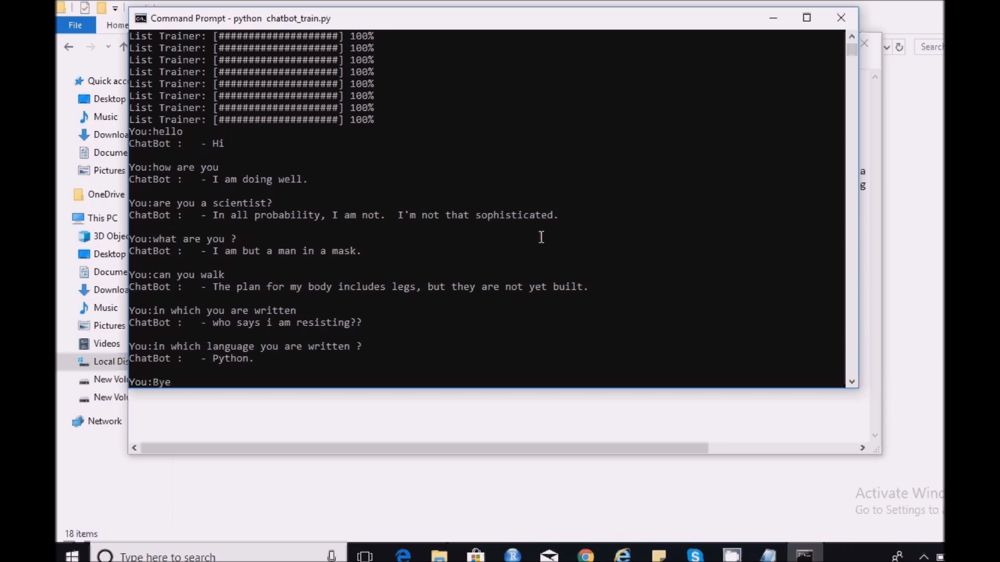 File
Home
Command Prompt - python  chatbot_train.py
Search
List Trainer: [####################] 100%
List Trainer: [####################] 100%
List Trainer: [####################] 100%
List Trainer: [####################] 100%
List Trainer: [####################] 100%
List Trainer: [####################] 100%
List Trainer: [####################] 100%
List Trainer: [####################] 100%
You:hello
ChatBot :   - Hi
You:how are you
ChatBot :   - I am doing well.
You:are you a scientist?
ChatBot :   - In all probability, I am not.  I'm not that sophisticated.
You:what are you ?
ChatBot :   - I am but a man in a mask.
You:can you walk
ChatBot :   - The plan for my body includes legs, but they are not yet built.
You:in which you are written
ChatBot :   - who says i am resisting??
You:in which language you are written ?
ChatBot :   - Python.
You:Bye
Quick acc
Desktop
Music
Downloa
Docume
Pictures
OneDrive
This PC
3D Obje
Desktop
Docume
Downloa
Music
Pictures
Videos
Local Dis
New Volu
New Volu
Network
a
g
Activate Wind
Go to Settings to a
18 items
Type here to search